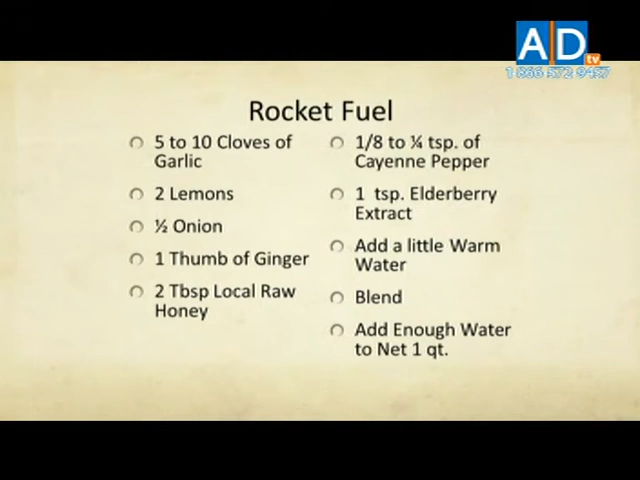 AD
tv
1 866 572 9457
Rocket Fuel
5 to 10 Cloves of
Garlic
2 Lemons
½ Onion
1 Thumb of Ginger
2 Tbsp Local Raw
Honey
1/8 to ¼ tsp. of
Cayenne Pepper
1 tsp. Elderberry
Extract
Add a little Warm
Water
Blend
Add Enough Water
to Net 1 qt.